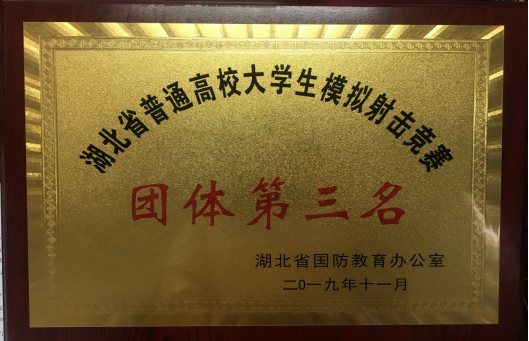 湖北省普通高校大学生模拟射击竞赛
团体第三名
湖北省国防教育办公室
二0一九年十一月